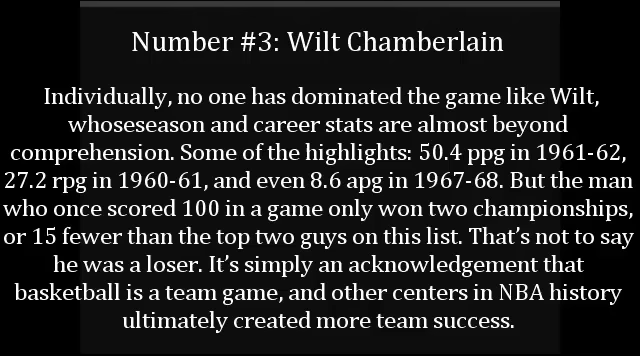 Number #3: Wilt Chamberlain
Individually, no one has dominated the game like Wilt,
whoseseason and career stats are almost beyond
comprehension. Some of the highlights: 50.4 ppg in 1961-62,
27.2 rpg in 1960-61, and even 8.6 apg in 1967-68. But the man
who once scored 100 in a game only won two championships,
or 15 fewer than the top two guys on this list. That’s not to say
he was a loser. It’s simply an acknowledgement that
basketball is a team game, and other centers in NBA history
ultimately created more team success.